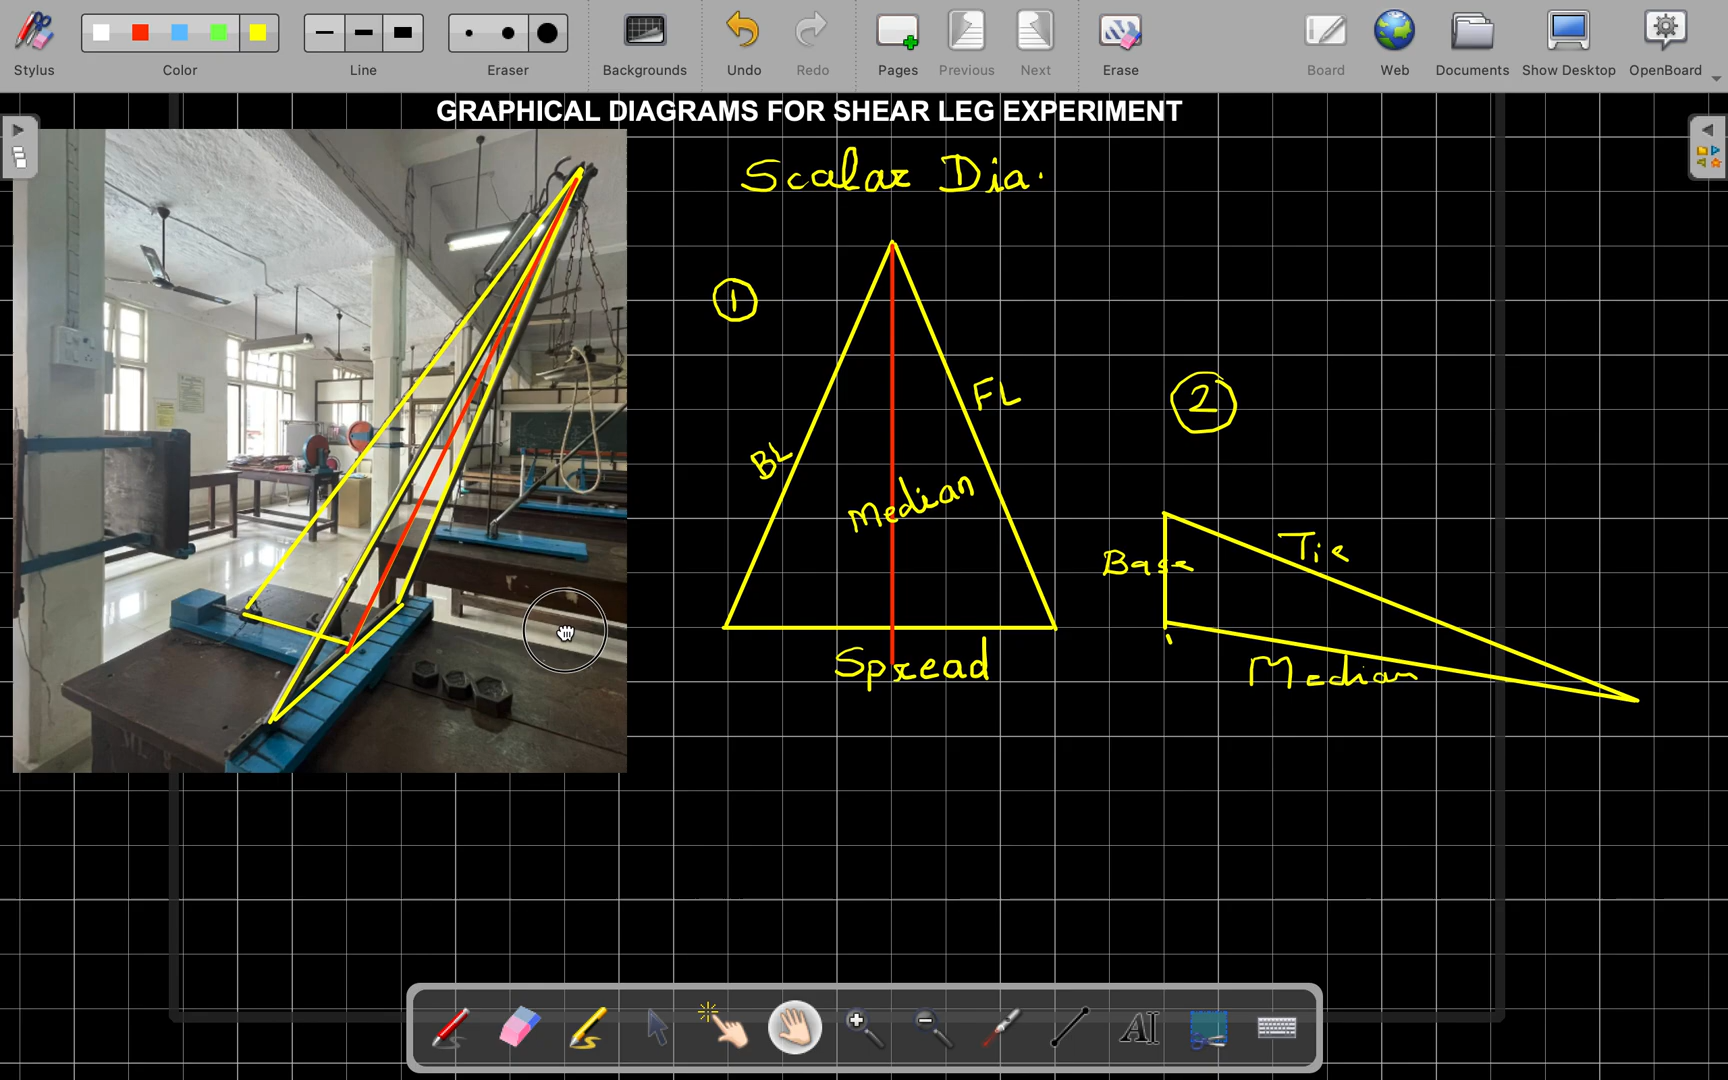 Stylus
Color
Line
Eraser
Backgrounds
Undo
Redo
Pages
Previous
Next
Erase
Board
Web
Documents
Show Desktop
OpenBoard
GRAPHICAL DIAGRAMS FOR SHEAR LEG EXPERIMENT
Scalar Dia.
1
BL
FL
Median
Spread
2
Base
Tie
Median
AI